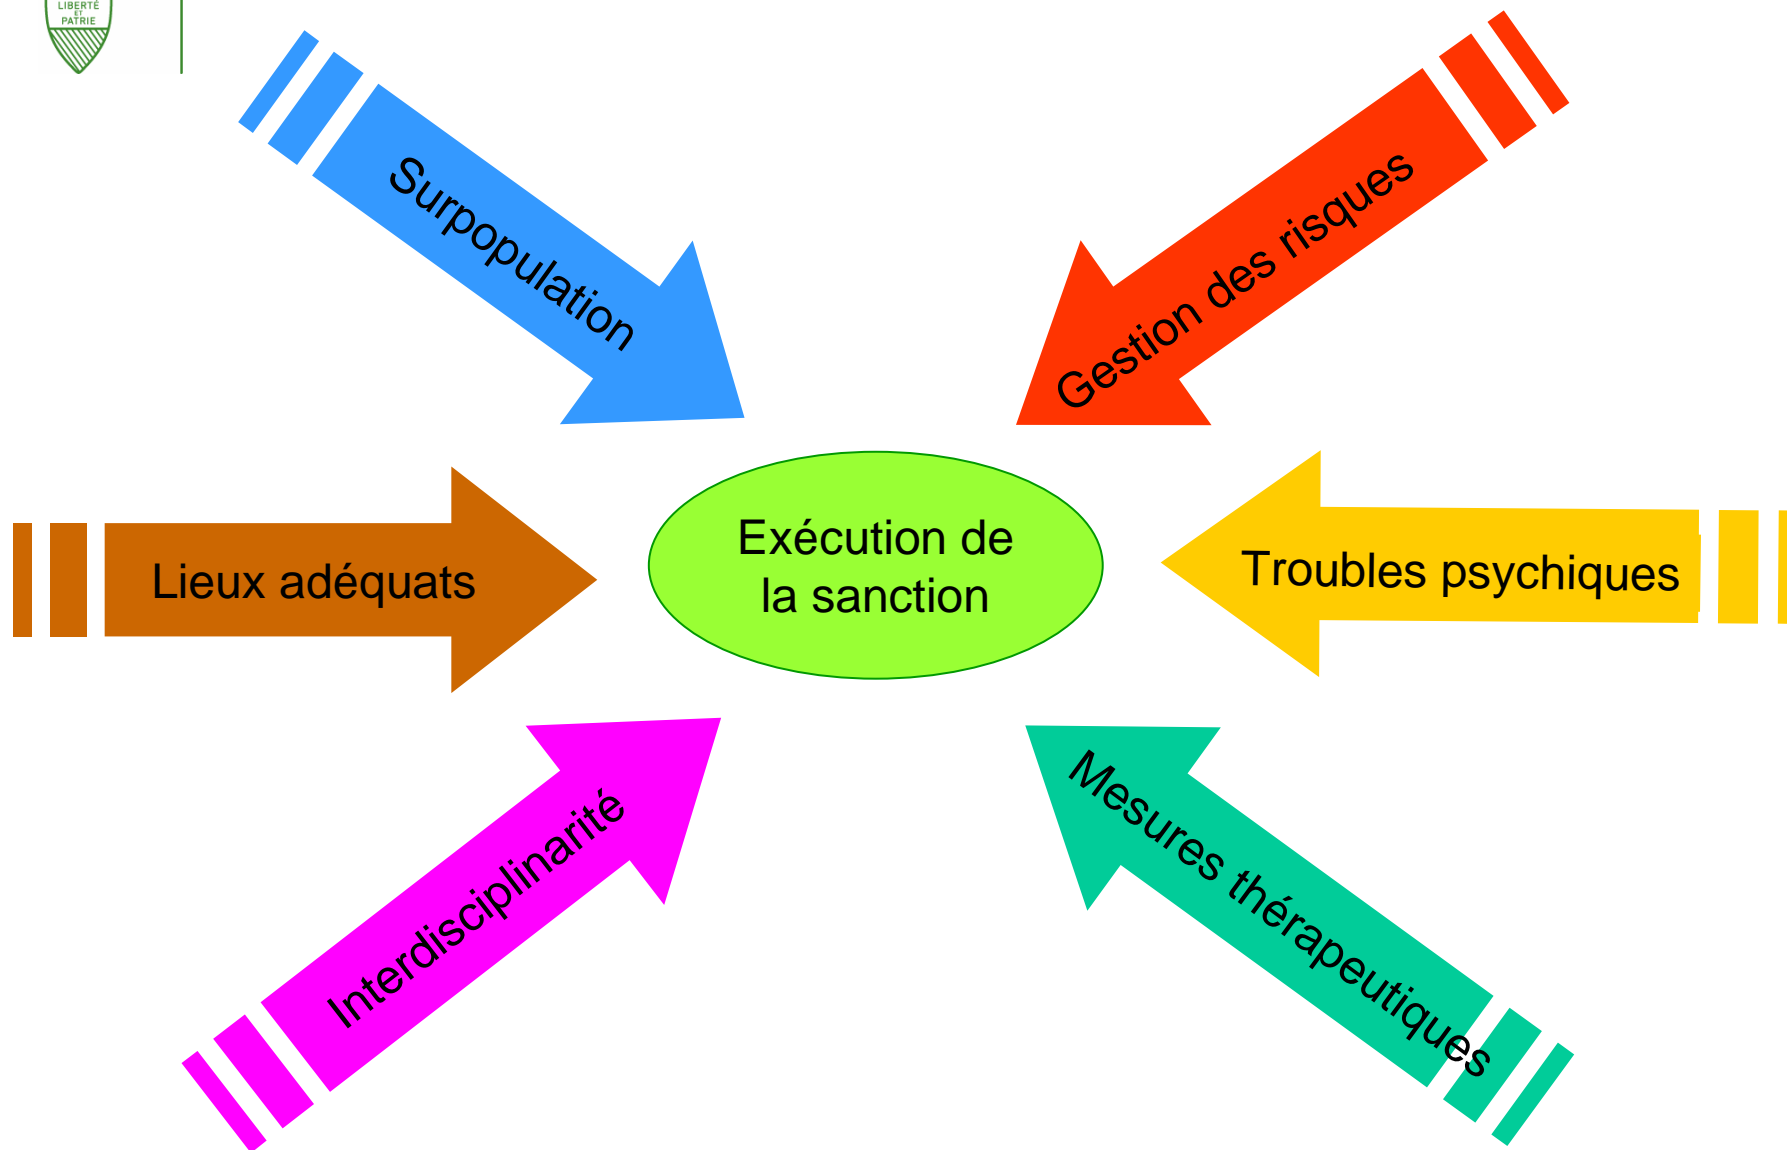 LIBERTÉ
ET
PATRIE
Surpopulation
Gestion des risques
Lieux adéquats
Exécution de
la sanction
Troubles psychiques
Interdisciplinarité
Mesures thérapeutiques